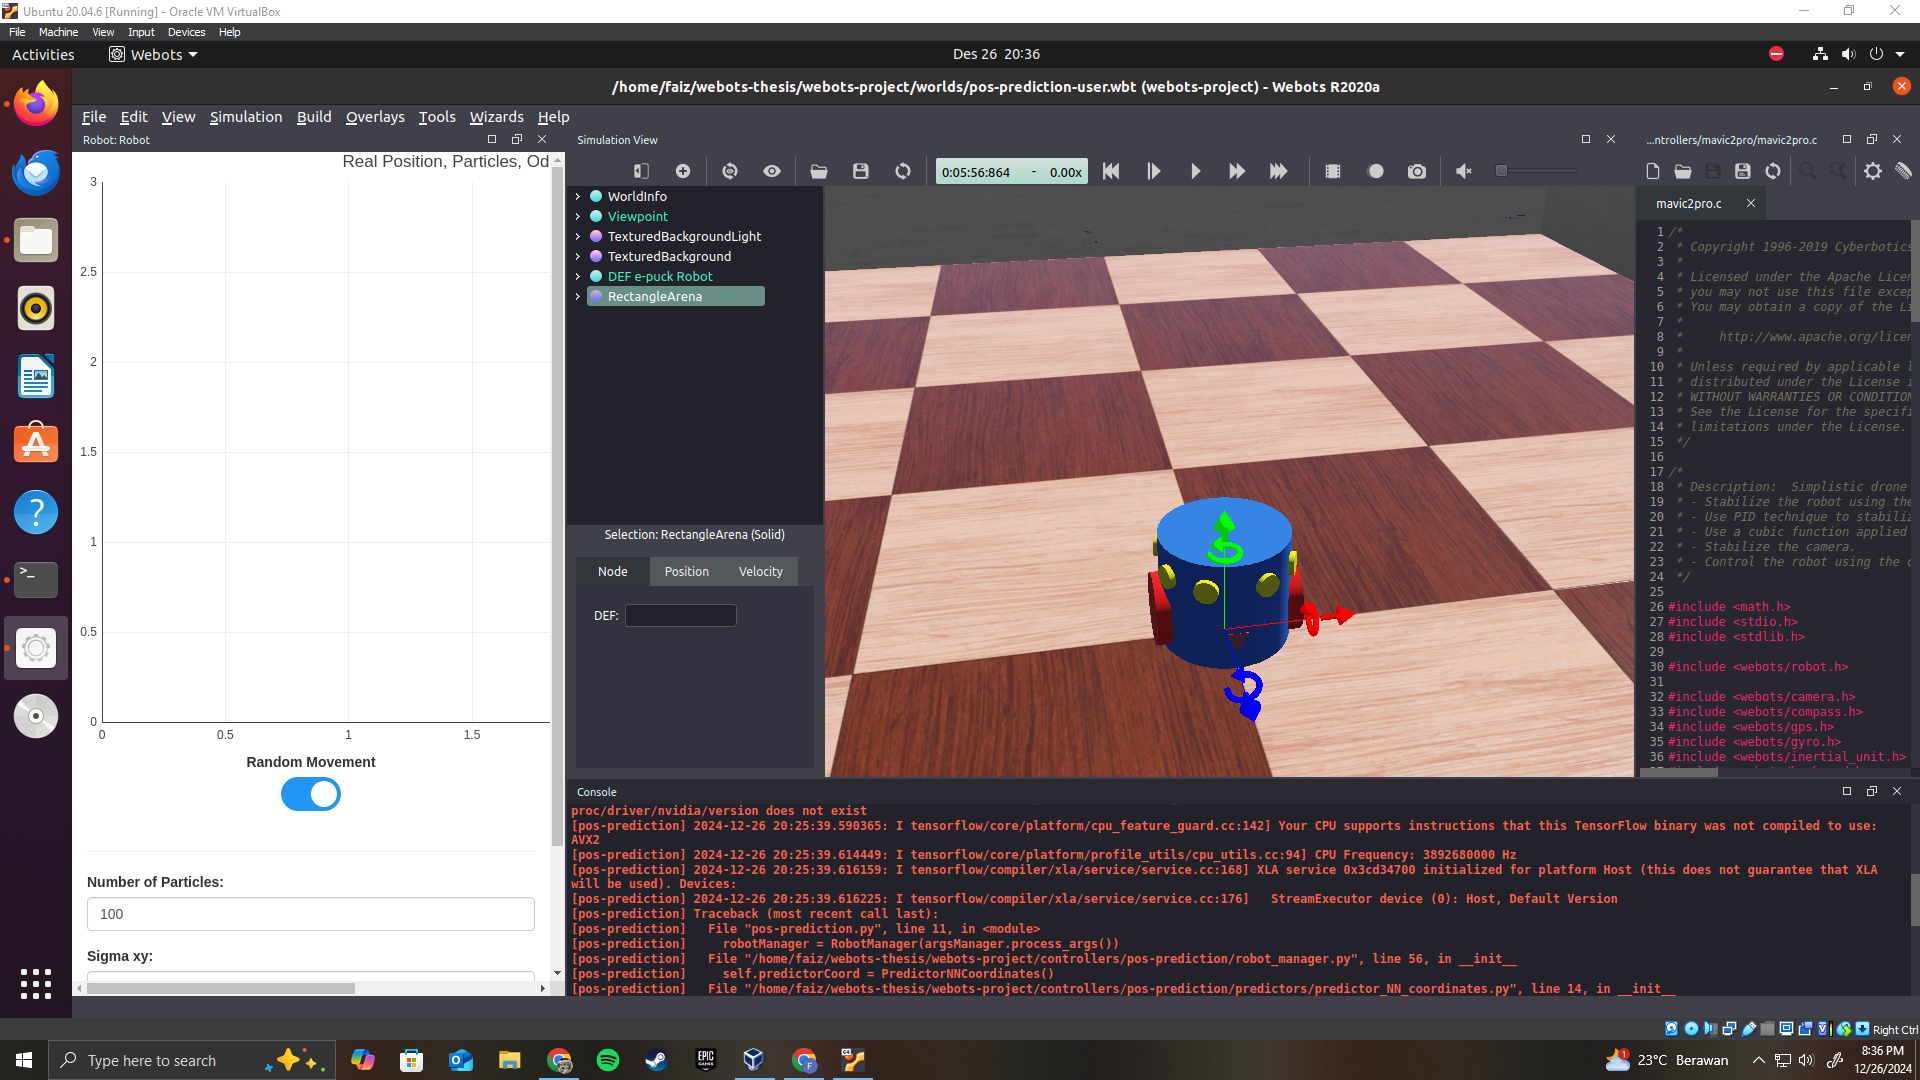 Ubuntu 20.04.6 [Running] - Oracle VM VirtualBox
File Machine View Input Devices Help
Activities Webots Des 26 20:36
/home/faiz/webots-thesis/webots-project/worlds/pos-prediction-user.wbt (webots-project) - Webots R2020a
File Edit View Simulation Build Overlays Tools Wizards Help
Robot: Robot
Real Position, Particles, Od
3
2.5
2
1.5
1
0.5
0
0 0.5 1 1.5
Random Movement
Number of Particles:
100
Sigma xy:
Simulation View
0:05:56:864 - 0.00x
WorldInfo
Viewpoint
TexturedBackgroundLight
TexturedBackground
DEF e-puck Robot
RectangleArena
Selection: RectangleArena (Solid)
Node Position Velocity
DEF:
...ntrollers/mavic2pro/mavic2pro.c
mavic2pro.c
1 /*
2 * Copyright 1996-2019 Cyberbotics
3 *
4 * Licensed under the Apache Licen
5 * you may not use this file excep
6 * You may obtain a copy of the Li
7 *
8 * http://www.apache.org/licen
9 *
10 * Unless required by applicable l
11 * distributed under the License i
12 * WITHOUT WARRANTIES OR CONDITION
13 * See the License for the specifi
14 * limitations under the License.
15 */
16
17 /*
18 * Description: Simplistic drone
19 * - Stabilize the robot using the
20 * - Use PID technique to stabiliz
21 * - Use a cubic function applied
22 * - Stabilize the camera.
23 * - Control the robot using the c
24 */
25
26 #include <math.h>
27 #include <stdio.h>
28 #include <stdlib.h>
29
30 #include <webots/robot.h>
31
32 #include <webots/camera.h>
33 #include <webots/compass.h>
34 #include <webots/gps.h>
35 #include <webots/gyro.h>
36 #include <webots/inertial_unit.h>
Console
proc/driver/nvidia/version does not exist
[pos-prediction] 2024-12-26 20:25:39.590365: I tensorflow/core/platform/cpu_feature_guard.cc:142] Your CPU supports instructions that this TensorFlow binary was not compiled to use:
AVX2
[pos-prediction] 2024-12-26 20:25:39.614449: I tensorflow/core/platform/profile_utils/cpu_utils.cc:94] CPU Frequency: 3892680000 Hz
[pos-prediction] 2024-12-26 20:25:39.616159: I tensorflow/compiler/xla/service/service.cc:168] XLA service 0x3cd34700 initialized for platform Host (this does not guarantee that XLA
will be used). Devices:
[pos-prediction] 2024-12-26 20:25:39.616225: I tensorflow/compiler/xla/service/service.cc:176] StreamExecutor device (0): Host, Default Version
[pos-prediction] Traceback (most recent call last):
[pos-prediction] File "pos-prediction.py", line 11, in <module>
[pos-prediction] robotManager = RobotManager(argsManager.process_args())
[pos-prediction] File "/home/faiz/webots-thesis/webots-project/controllers/pos-prediction/robot_manager.py", line 56, in __init__
[pos-prediction] self.predictorCoord = PredictorNNCoordinates()
[pos-prediction] File "/home/faiz/webots-thesis/webots-project/controllers/pos-prediction/predictors/predictor_NN_coordinates.py", line 14, in __init__
Right Ctrl
Type here to search
EPIC GAMES
23°C Berawan
8:36 PM
12/26/2024